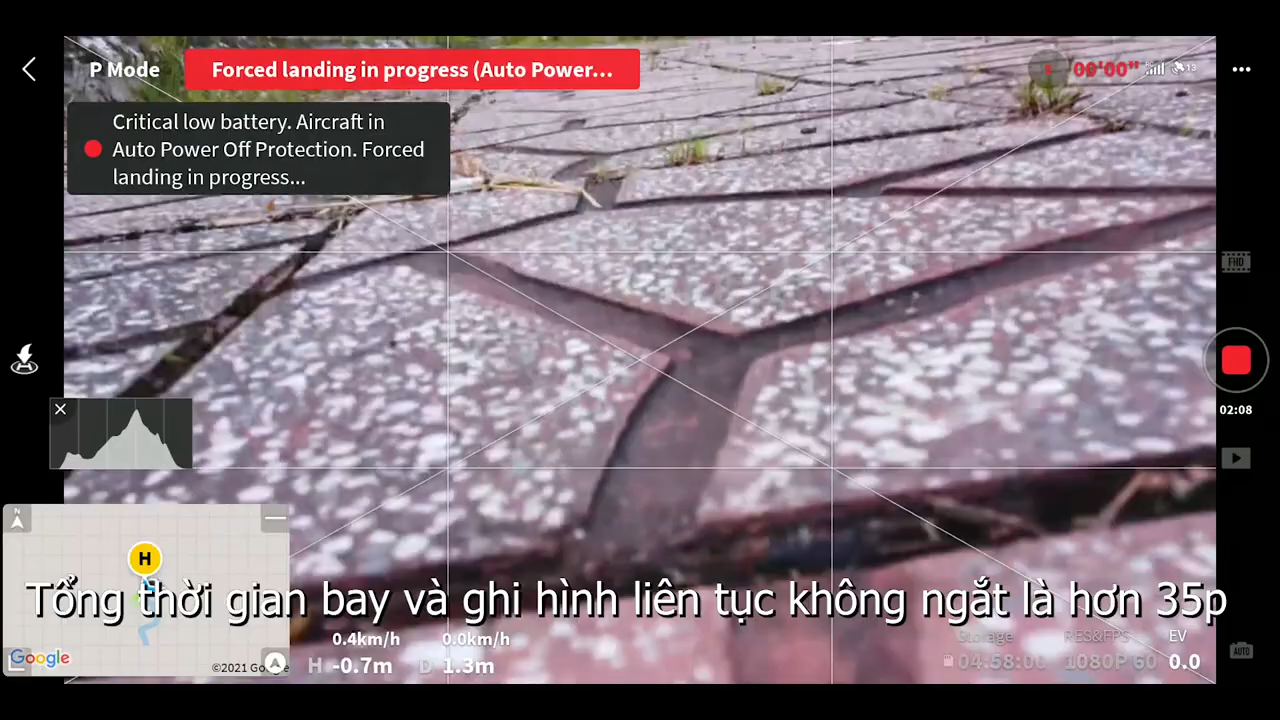 P Mode
Forced landing in progress (Auto Power...
00'00"
13
Critical low battery. Aircraft in
Auto Power Off Protection. Forced
landing in progress...
FHD
02:08
N
H
Tổng thời gian bay và ghi hình liên tục không ngắt là hơn 35p
0.4km/h
0.0km/h
Storage
RES&FPS
EV
Google
©2021 Google
H -0.7m
D 1.3m
04:58:00
1080P 60
0.0
AUTO